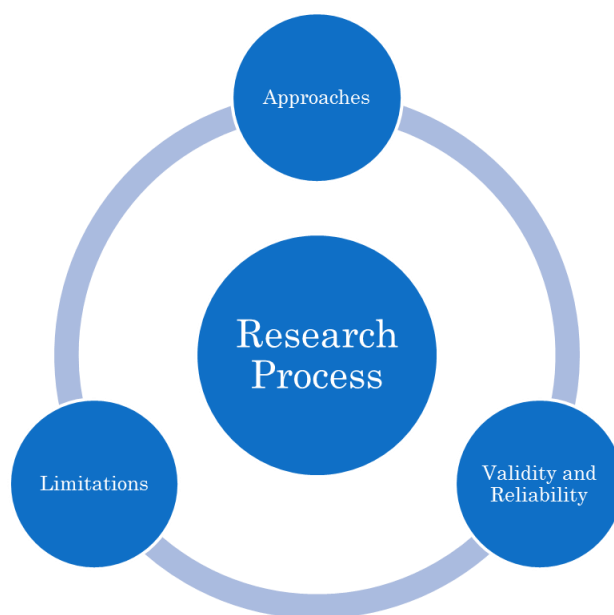 Approaches
Research
Process
Limitations
Validity and
Reliability